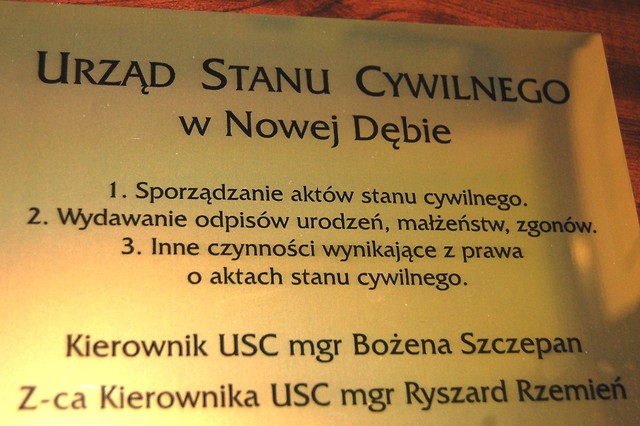 URZĄD STANU CYWILNEGO
w Nowej Dębie
1. Sporządzanie aktów stanu cywilnego.
2. Wydawanie odpisów urodzeń, małżeństw, zgonów.
3. Inne czynności wynikające z prawa
o aktach stanu cywilnego.
Kierownik USC mgr Bożena Szczepan
Z-ca Kierownika USC mgr Ryszard Rzemień